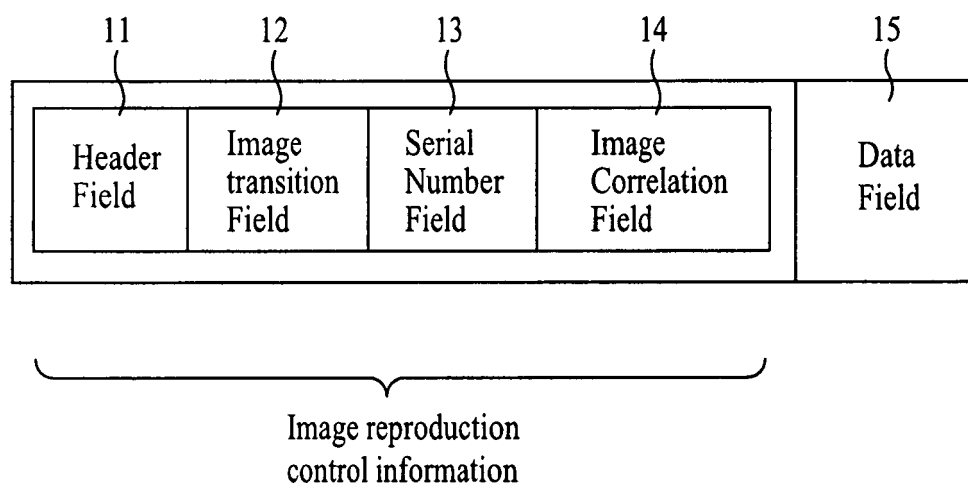 11 12 13 14 15
Header
Field
Image
transition
Field
Serial
Number
Field
Image
Correlation
Field
Data
Field
Image reproduction
control information